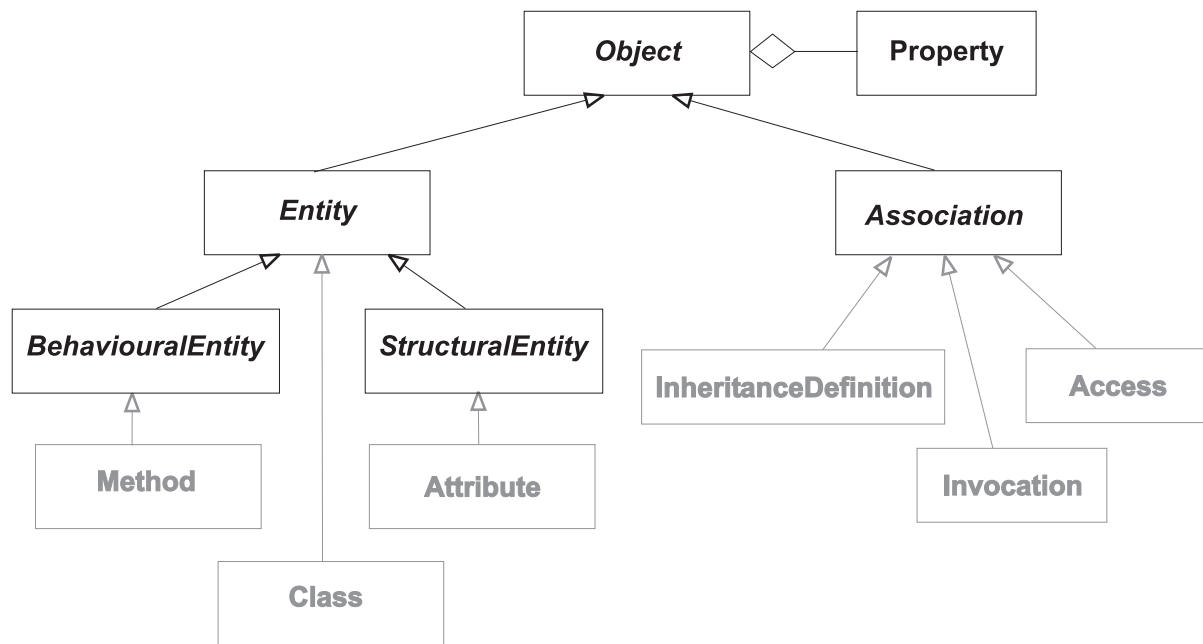 Object
Property
Entity
Association
BehaviouralEntity
StructuralEntity
InheritanceDefinition
Access
Method
Attribute
Invocation
Class